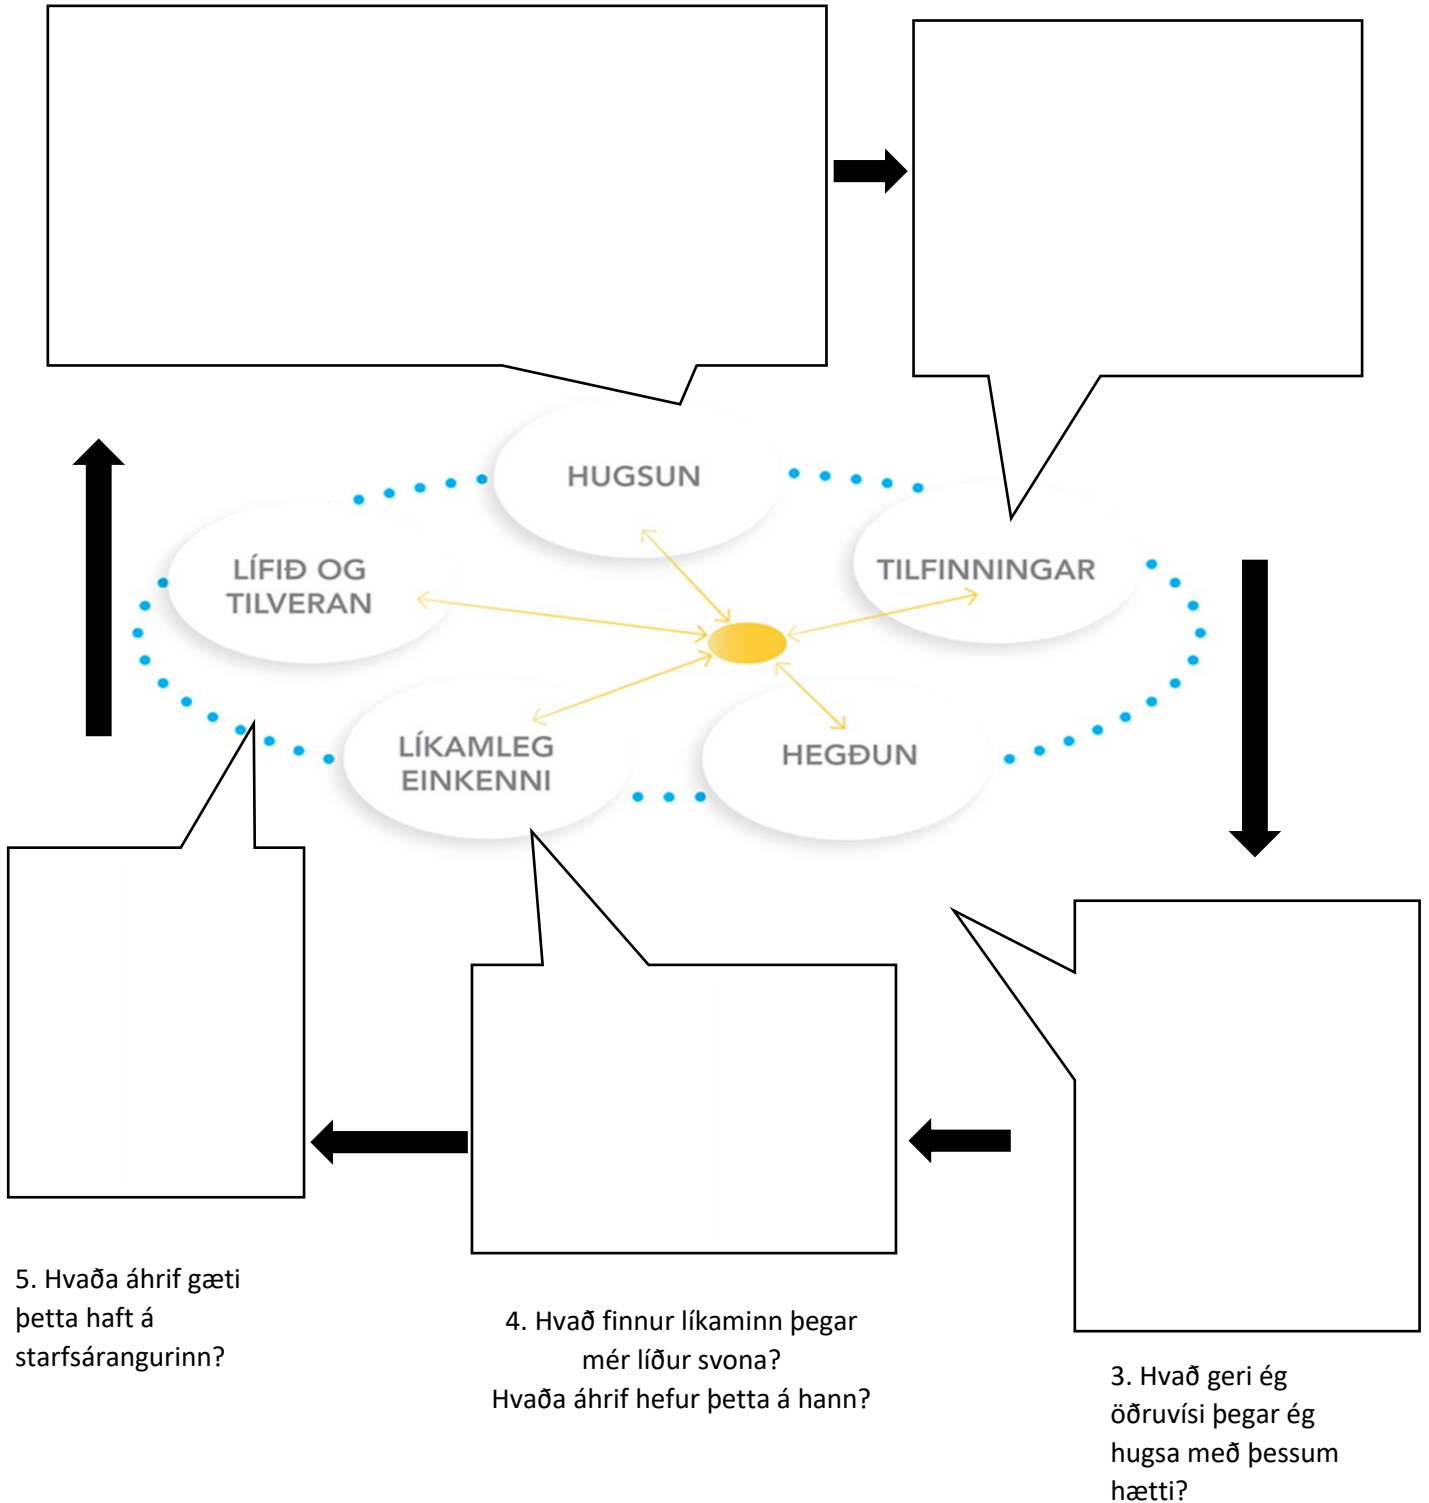 HUGSUN
LÍFIÐ OG
TILVERAN
TILFINNINGAR
LÍKAMLEG
EINKENNI
HEGÐUN
5. Hvaða áhrif gæti
þetta haft á
starfsárangurinn?
4. Hvað finnur líkaminn þegar
mér líður svona?
Hvaða áhrif hefur þetta á hann?
3. Hvað geri ég
öðruvísi þegar ég
hugsa með þessum
hætti?